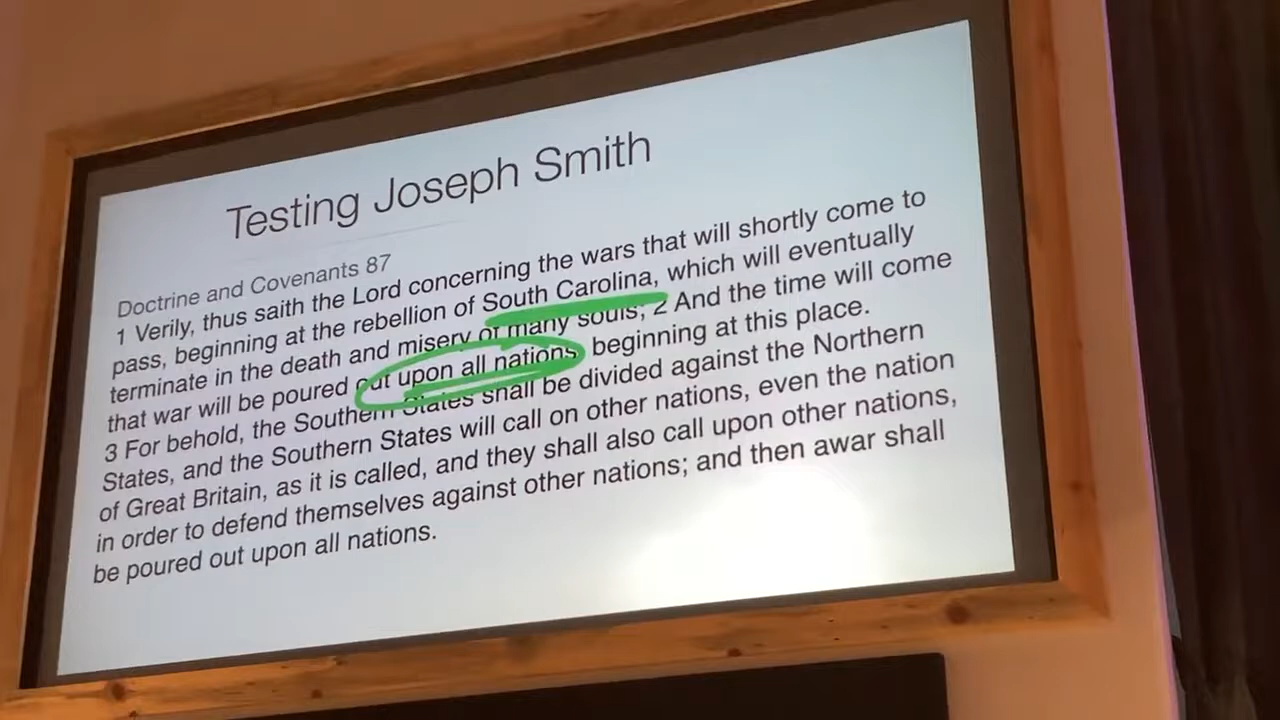 Testing Joseph Smith
Doctrine and Covenants 87
1 Verily, thus saith the Lord concerning the wars that will shortly come to
pass, beginning at the rebellion of South Carolina, which will eventually
terminate in the death and misery of many souls; 2 And the time will come
that war will be poured out upon all nations, beginning at this place.
3 For behold, the Southern States shall be divided against the Northern
States, and the Southern States will call on other nations, even the nation
of Great Britain, as it is called, and they shall also call upon other nations,
in order to defend themselves against other nations; and then awar shall
be poured out upon all nations.